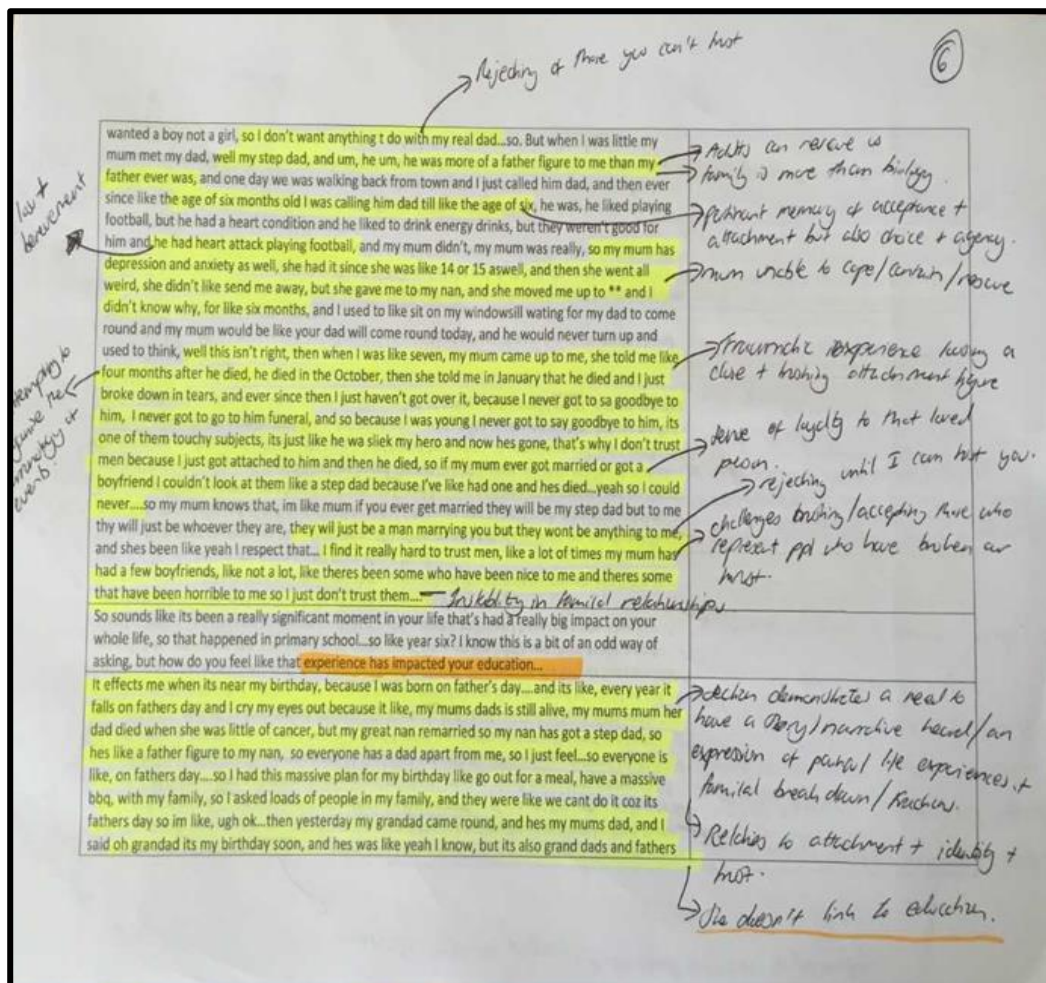 Rejecting of those you can't trust
6
wanted a boy not a girl, so I don't want anything t do with my real dad...so. But when I was little my
mum met my dad, well my step dad, and um, he um, he was more of a father figure to me than my
father ever was, and one day we was walking back from town and I just called him dad, and then ever
since like the age of six months old I was calling him dad till like the age of six, he was, he liked playing
football, but he had a heart condition and he liked to drink energy drinks, but they weren't good for
him and he had heart attack playing football, and my mum didn't, my mum was really, so my mum has
depression and anxiety as well, she had it since she was like 14 or 15 aswell, and then she went all
weird, she didn't like send me away, but she gave me to my nan, and she moved me up to ** and I
didn't know why, for like six months, and I used to like sit on my windowsill wating for my dad to come
round and my mum would be like your dad will come round today, and he would never turn up and
used to think, well this isn't right, then when I was like seven, my mum came up to me, she told me like
four months after he died, he died in the October, then she told me in January that he died and I just
broke down in tears, and ever since then I just haven't got over it, because I never got to sa goodbye to
him, I never got to go to him funeral, and so because I was young I never got to say goodbye to him, its
one of them touchy subjects, its just like he wa sliek my hero and now hes gone, that's why I don't trust
men because I just got attached to him and then he died, so if my mum ever got married or got a
boyfriend I couldn't look at them like a step dad because I've like had one and hes died...yeah so I could
never....so my mum knows that, im like mum if you ever get married they will be my step dad but to me
thy will just be whoever they are, they wil just be a man marrying you but they wont be anything to me,
and shes been like yeah I respect that... I find it really hard to trust men, like a lot of times my mum has
had a few boyfriends, like not a lot, like theres been some who have been nice to me and theres some
that have been horrible to me so I just don't trust them....
Instability in familial relationships
So sounds like its been a really significant moment in your life that's had a really big impact on your
whole life, so that happened in primary school...so like year six? I know this is a bit of an odd way of
asking, but how do you feel like that experience has impacted your education...
It effects me when its near my birthday, because I was born on father's day....and its like, every year it
falls on fathers day and I cry my eyes out because it like, my mums dads is still alive, my mums mum her
dad died when she was little of cancer, but my great nan remarried so my nan has got a step dad, so
hes like a father figure to my nan, so everyone has a dad apart from me, so I just feel...so everyone is
like, on fathers day....so I had this massive plan for my birthday like go out for a meal, have a massive
bbq, with my family, so I asked loads of people in my family, and they were like we cant do it coz its
fathers day so im like, ugh ok...then yesterday my grandad came round, and hes my mums dad, and I
said oh grandad its my birthday soon, and hes was like yeah I know, but its also grand dads and fathers
loss +
bereavement
Attempting to
the
chronology of
events.
Adults can rescue us
family is more than biology.
memory of acceptance +
attachment but also choice + agency.
mum unable to cope/contain/rescue
Traumatic experience losing a
close + trusting attachment figure
sense of loyalty to that loved
person.
rejecting until I can trust you.
challenges trusting/accepting those who
represent ppl who have broken our
trust.
section demonstrates a need to
have a story/narrative heard/an
expression of life experiences +
familial breakdown/
Relates to attachment + identity +
trust.
She doesn't link to education.